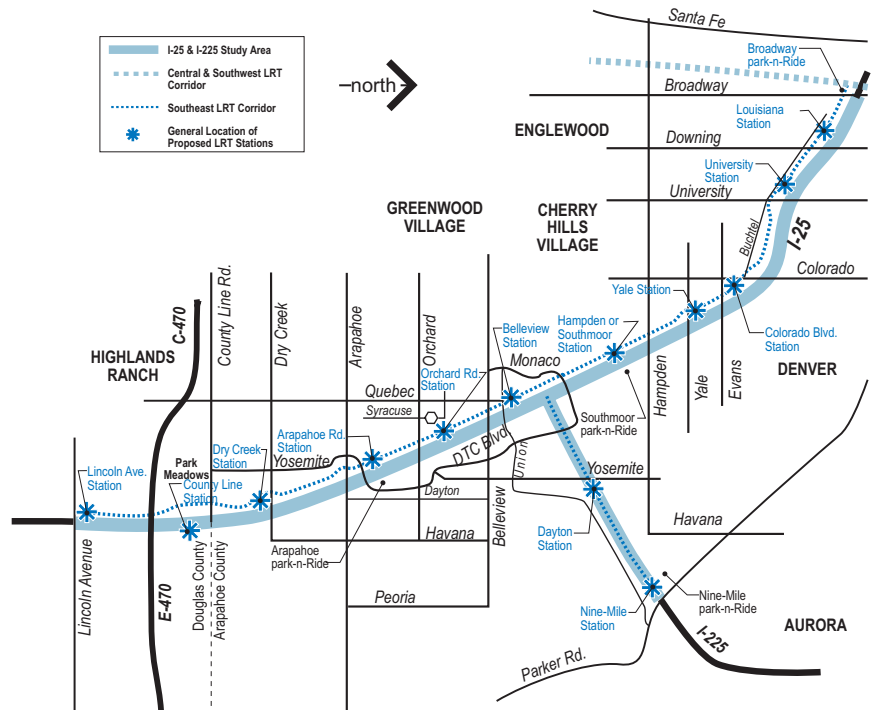 I-25 & I-225 Study Area
Central & Southwest LRT
Corridor
Southeast LRT Corridor
General Location of
Proposed LRT Stations
north
Santa Fe
Broadway
park-n-Ride
Broadway
Louisiana
Station
ENGLEWOOD
Downing
University
Station
University
GREENWOOD
VILLAGE
CHERRY
HILLS
VILLAGE
Buchtel
I-25
Colorado
C-470
County Line Rd.
Dry Creek
Arapahoe
Orchard
Yale Station
Belleview
Station
Hampden or
Southmoor
Station
Colorado Blvd.
Station
HIGHLANDS
RANCH
Monaco
Hampden
Yale
Evans
DENVER
Orchard Rd.
Station
Quebec
Syracuse
Southmoor
park-n-Ride
Arapahoe Rd.
Station
DTC Blvd
Union
Dry Creek
Station
Yosemite
Yosemite
Park
Meadows
Lincoln Ave.
Station
County Line
Station
Dayton
Belleview
Havana
Havana
Dayton
Station
Arapahoe
park-n-Ride
Lincoln Avenue
E-470
Douglas County
Arapahoe County
Peoria
Nine-Mile
Station
Nine-Mile
park-n-Ride
AURORA
I-225
Parker Rd.